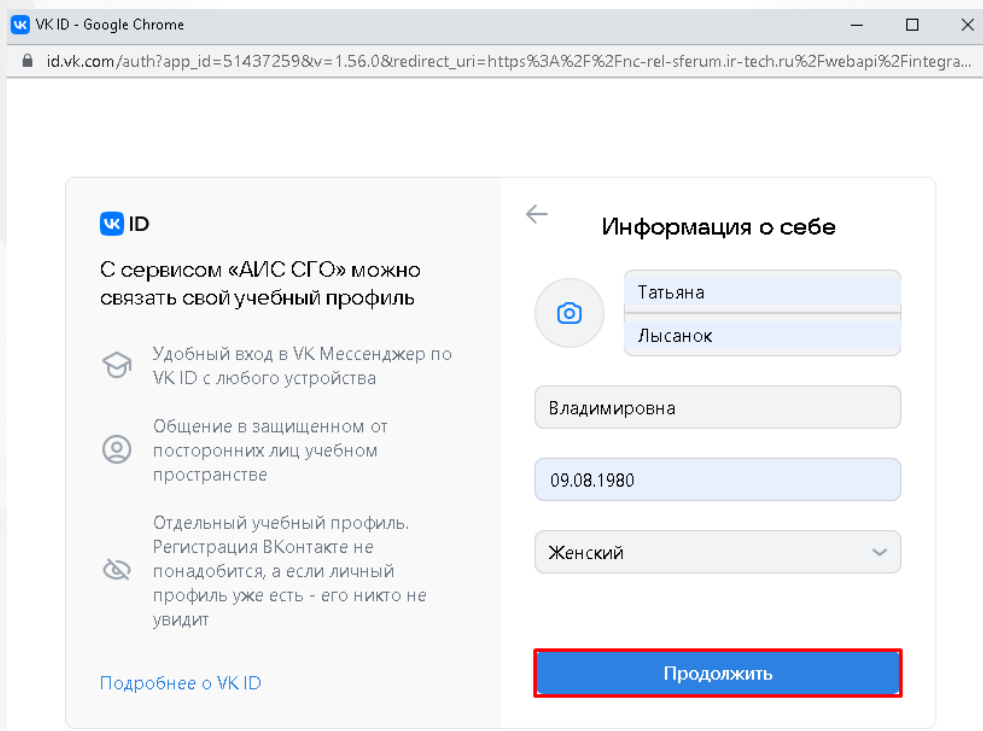 VK ID - Google Chrome
id.vk.com/auth?app_id=51437259&v=1.56.0&redirect_uri=https%3A%2F%2Fnc-rel-sferum.ir-tech.ru%2Fwebapi%2Fintegra...
VK ID
С сервисом «АИС СГО» можно
связать свой учебный профиль
Удобный вход в VK Мессенджер по
VK ID с любого устройства
Общение в защищенном от
посторонних лиц учебном
пространстве
Отдельный учебный профиль.
Регистрация ВКонтакте не
понадобится, а если личный
профиль уже есть - его никто не
увидит
Подробнее о VK ID
Информация о себе
Татьяна
Лысанок
Владимировна
09.08.1980
Женский
Продолжить